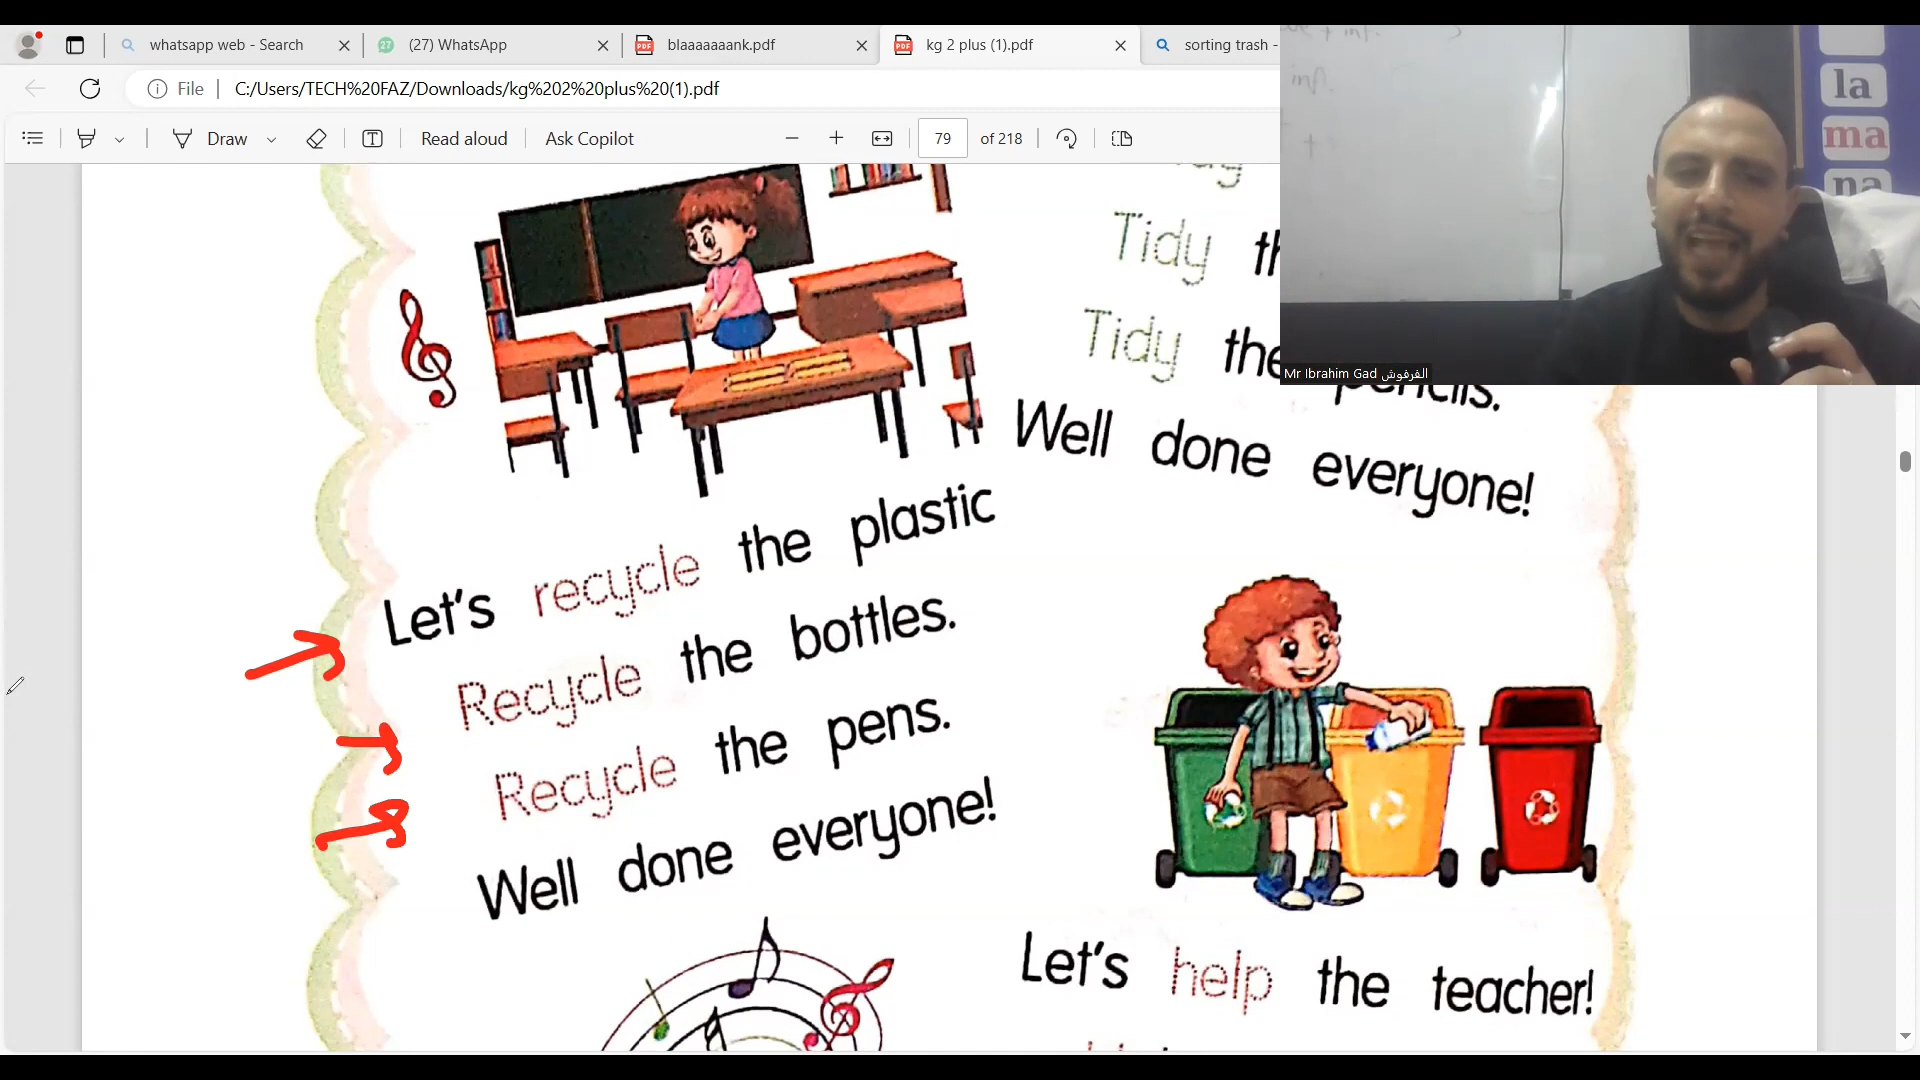 whatsapp web - Search
(27) WhatsApp
blaaaaaaank.pdf
kg 2 plus (1).pdf
sorting trash -
File
C:/Users/TECH%20FAZ/Downloads/kg%202%20plus%20(1).pdf
Draw
Read aloud
Ask Copilot
79 of 218
la
ma
na
Mr Ibrahim Gad الفرفوش
Tidy
Tidy the pencils.
Well done everyone!
Let's recycle the plastic
Recycle the bottles.
Recycle the pens.
Well done everyone!
Let's help the teacher!